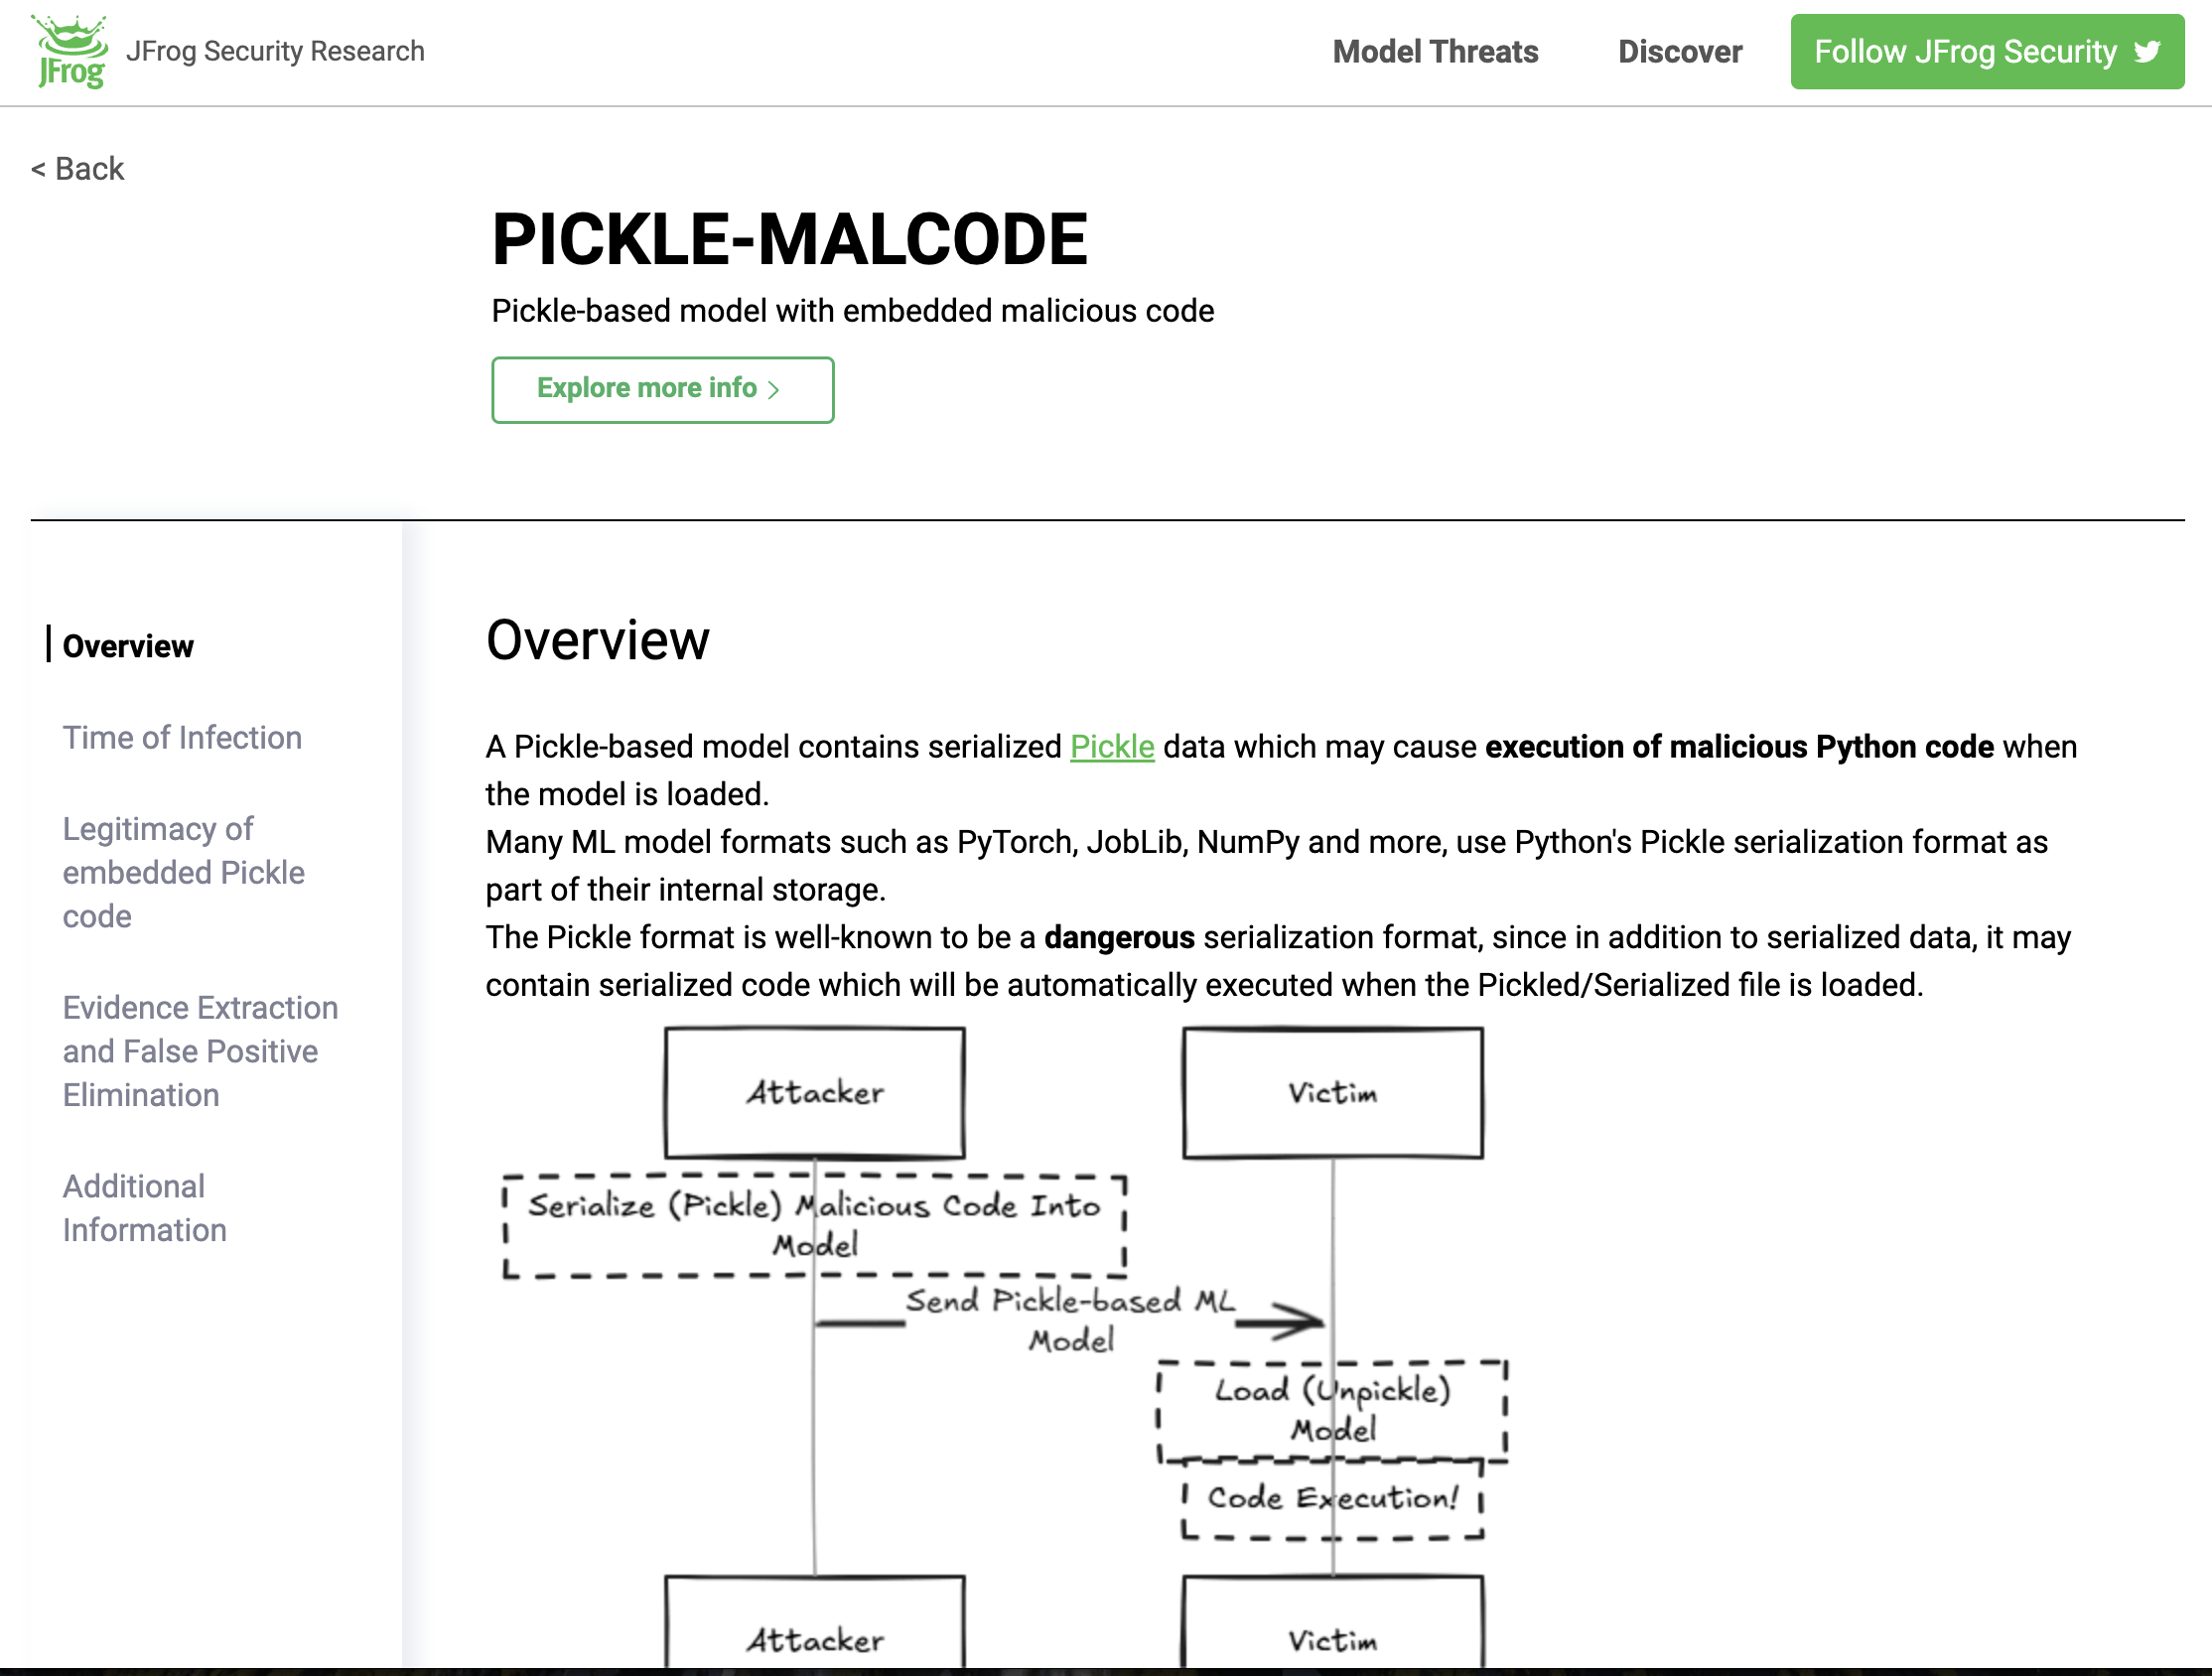 JFrog
JFrog Security Research
Model Threats
Discover
Follow JFrog Security
< Back
PICKLE-MALCODE
Pickle-based model with embedded malicious code
Explore more info >
Overview
Time of Infection
Legitimacy of
embedded Pickle
code
Evidence Extraction
and False Positive
Elimination
Additional
Information
Overview
A Pickle-based model contains serialized Pickle data which may cause execution of malicious Python code when
the model is loaded.
Many ML model formats such as PyTorch, JobLib, NumPy and more, use Python's Pickle serialization format as
part of their internal storage.
The Pickle format is well-known to be a dangerous serialization format, since in addition to serialized data, it may
contain serialized code which will be automatically executed when the Pickled/Serialized file is loaded.
Attacker
Victim
Serialize (Pickle) Malicious Code Into
Model
Send Pickle-based ML
Model
Load (Unpickle)
Model
Code Execution!
Attacker
Victim